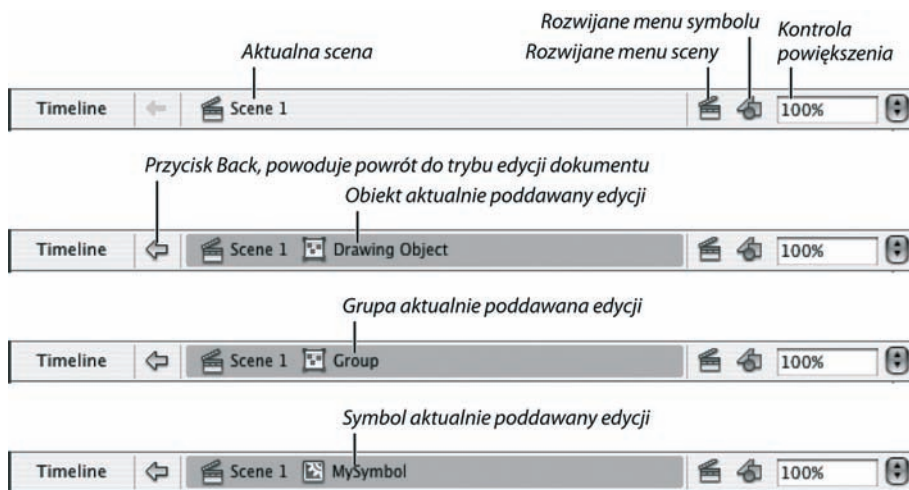 Rozwijane menu symbolu
Kontrola
powiększenia
Aktualna scena
Rozwijane menu sceny
Timeline Scene 1 100%
Przycisk Back, powoduje powrót do trybu edycji dokumentu
Obiekt aktualnie poddawany edycji
Timeline Scene 1 Drawing Object 100%
Grupa aktualnie poddawana edycji
Timeline Scene 1 Group 100%
Symbol aktualnie poddawany edycji
Timeline Scene 1 MySymbol 100%